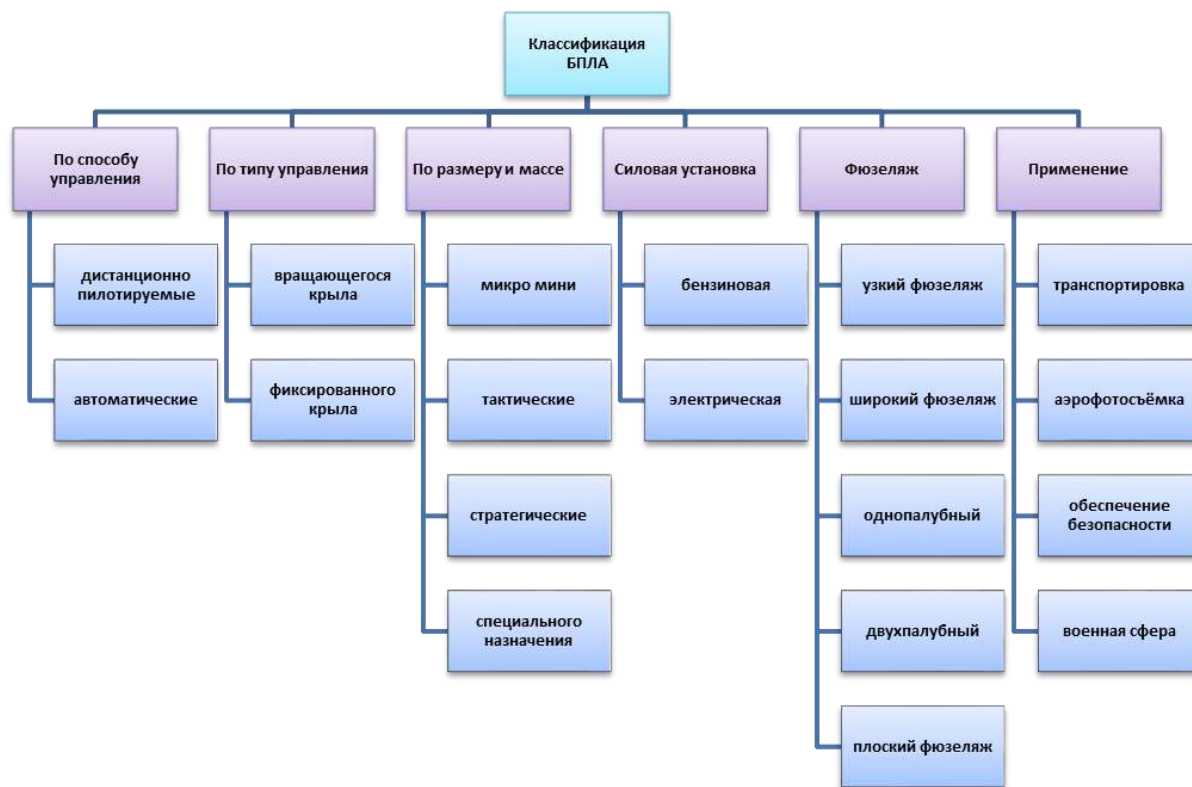 Классификация
БПЛА
По способу
управления
По типу управления
По размеру и массе
Силовая установка
Фюзеляж
Применение
дистанционно
пилотируемые
вращающегося
крыла
микро мини
бензиновая
узкий фюзеляж
транспортировка
автоматические
фиксированного
крыла
тактические
электрическая
широкий фюзеляж
аэрофотосъёмка
стратегические
однопалубный
обеспечение
безопасности
специального
назначения
двухпалубный
военная сфера
плоский фюзеляж